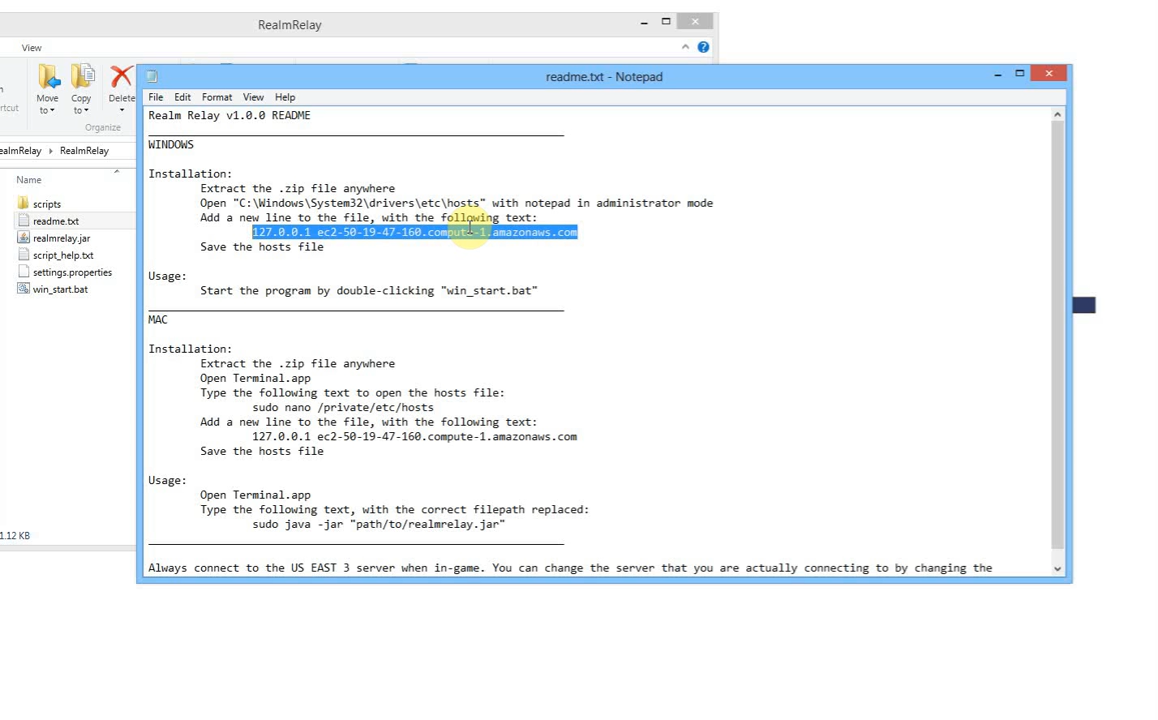 RealmRelay
View
Move
to
Copy
to
Delete
Organize
RealmRelay
Name
scripts
readme.txt
realmrelay.jar
script_help.txt
settings.properties
win_start.bat
1.12 KB
readme.txt - Notepad
File Edit Format View Help
Realm Relay v1.0.0 README
WINDOWS
Installation:
Extract the .zip file anywhere
Open "C:\Windows\System32\drivers\etc\hosts" with notepad in administrator mode
Add a new line to the file, with the following text:
127.0.0.1 ec2-50-19-47-160.compute-1.amazonaws.com
Save the hosts file
Usage:
Start the program by double-clicking "win_start.bat"
MAC
Installation:
Extract the .zip file anywhere
Open Terminal.app
Type the following text to open the hosts file:
sudo nano /private/etc/hosts
Add a new line to the file, with the following text:
127.0.0.1 ec2-50-19-47-160.compute-1.amazonaws.com
Save the hosts file
Usage:
Open Terminal.app
Type the following text, with the correct filepath replaced:
sudo java -jar "path/to/realmrelay.jar"
Always connect to the US EAST 3 server when in-game. You can change the server that you are actually connecting to by changing the